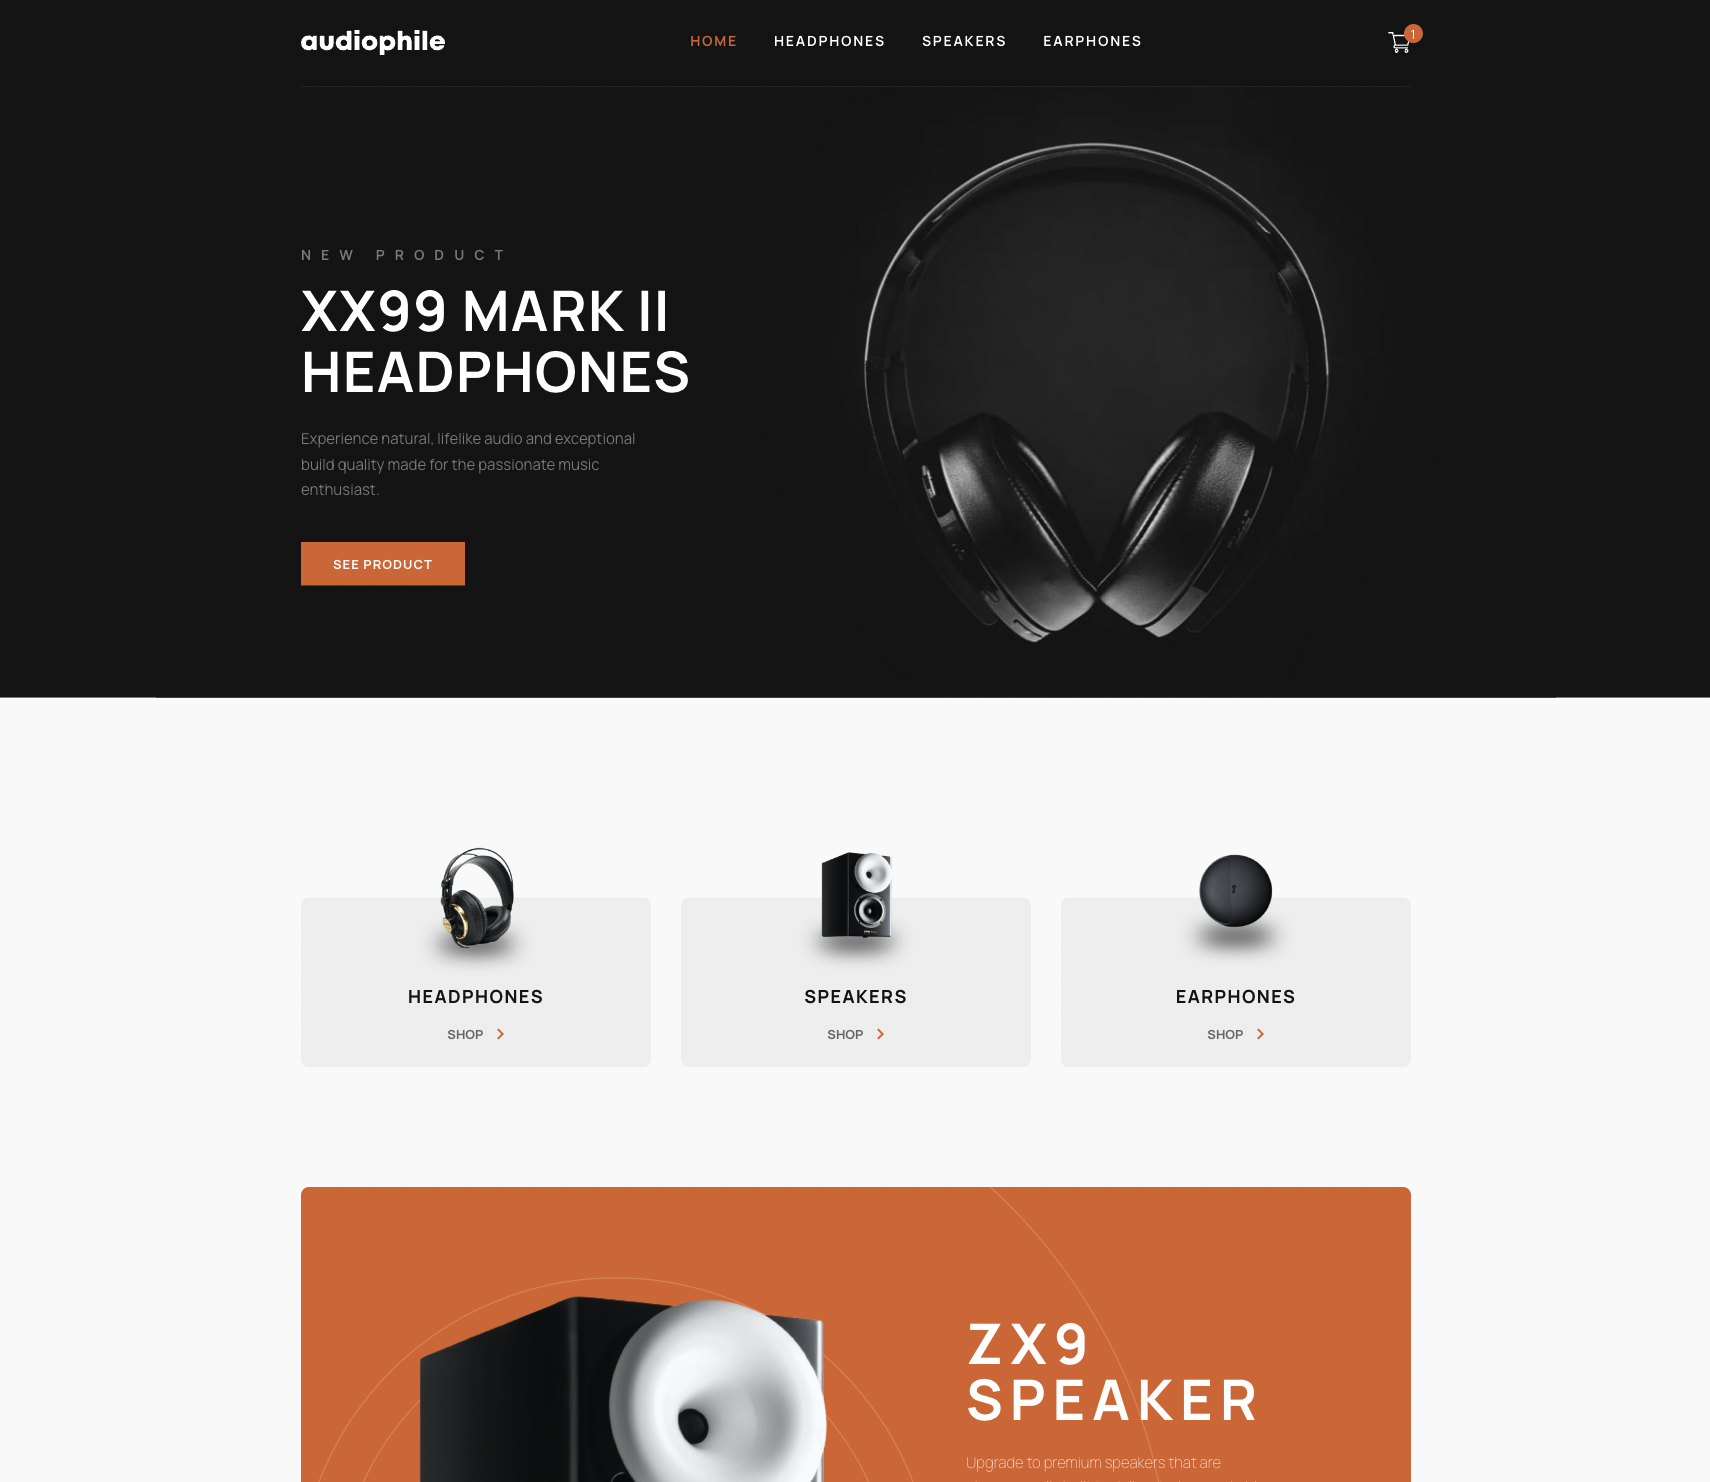 audiophile
HOME HEADPHONES SPEAKERS EARPHONES
1
NEW PRODUCT
XX99 MARK II
HEADPHONES
Experience natural, lifelike audio and exceptional
build quality made for the passionate music
enthusiast.
SEE PRODUCT
HEADPHONES
SHOP
SPEAKERS
SHOP
EARPHONES
SHOP
ZX9
SPEAKER
Upgrade to premium speakers that are